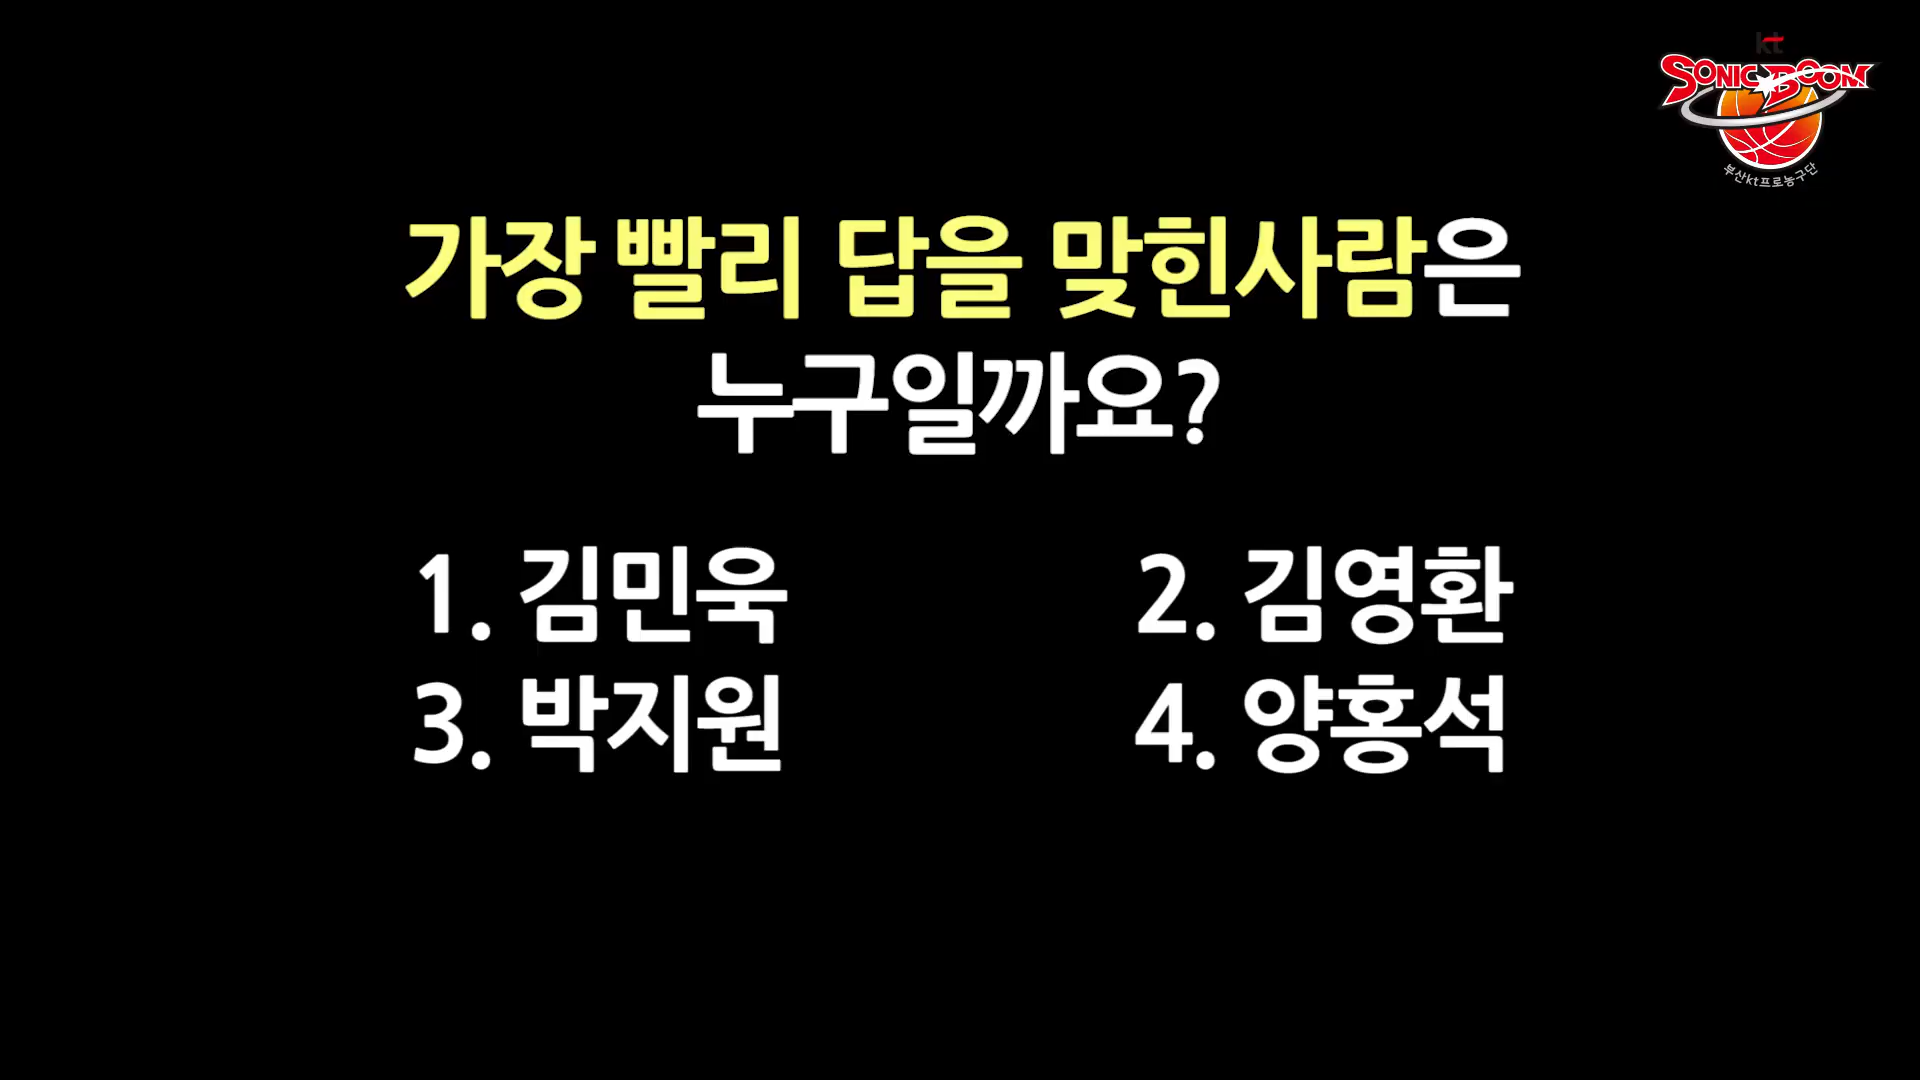 kt
SONIC BOOM
부산kt프로농구단
가장 빨리 답을 맞힌사람은
누구일까요?
1. 김민욱 2. 김영환
3. 박지원 4. 양홍석